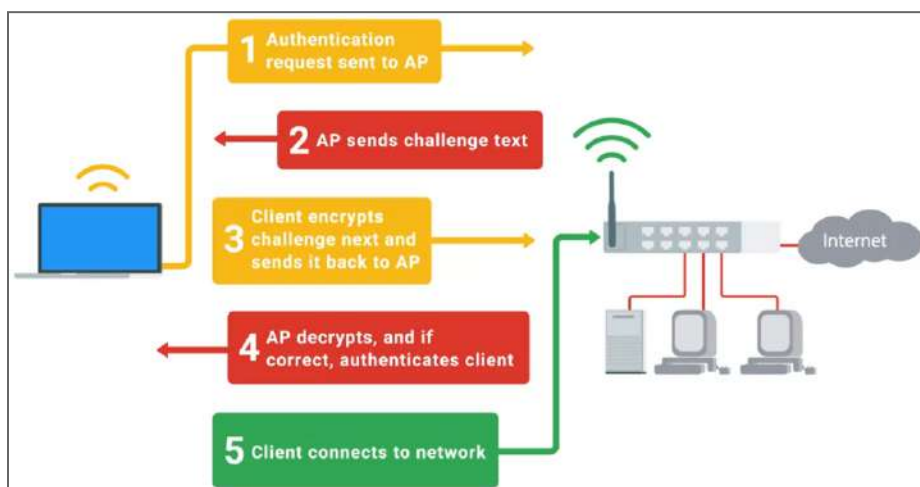 1 Authentication
request sent to AP
2 AP sends challenge text
3 Client encrypts
challenge next and
sends it back to AP
Internet
4 AP decrypts, and if
correct, authenticates client
5 Client connects to network